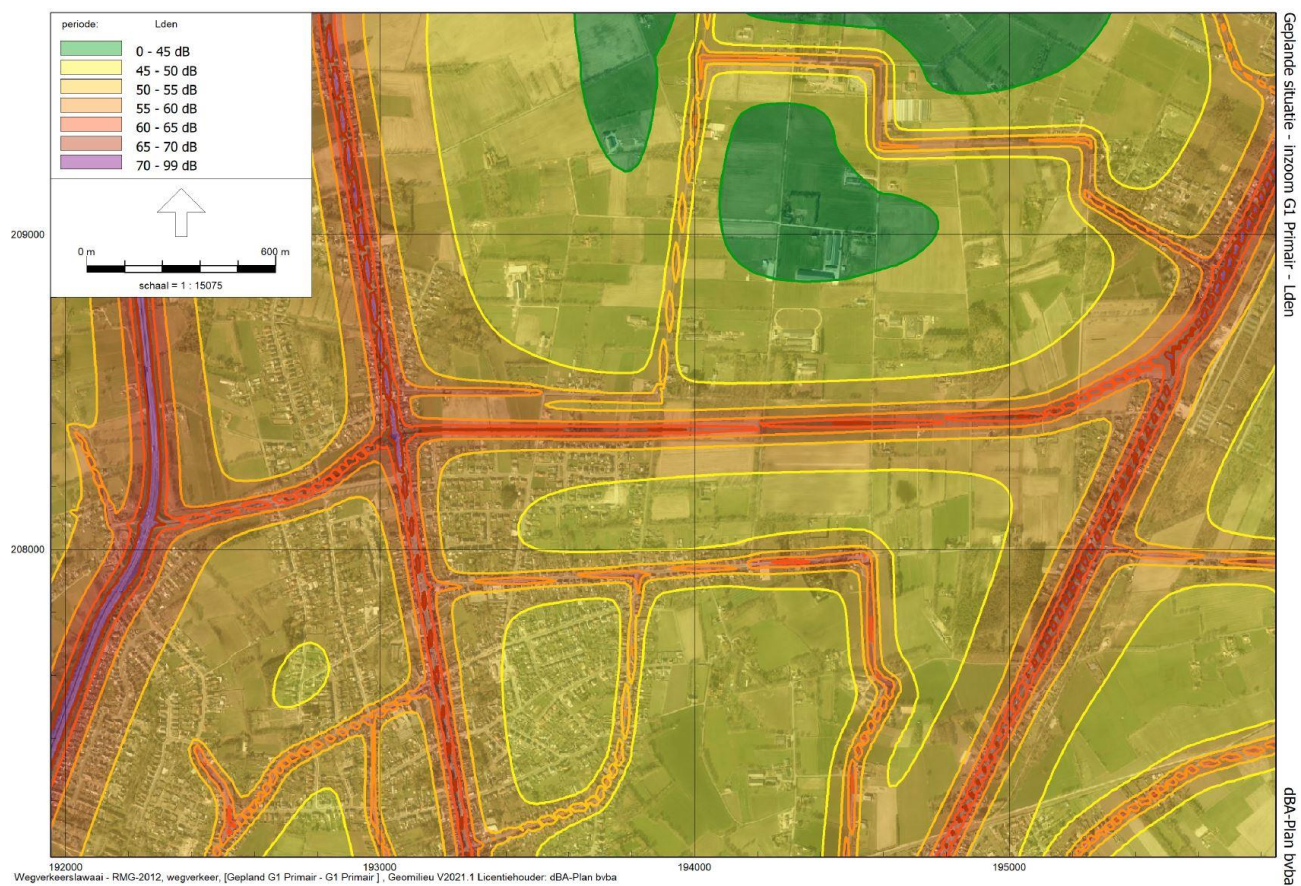 periode: Lden
0 - 45 dB
45 - 50 dB
50 - 55 dB
55 - 60 dB
60 - 65 dB
65 - 70 dB
70 - 99 dB
0 m 600 m
schaal = 1 : 15075
209000
208000
192000 193000 194000 195000
Wegverkeerslawaai - RMG-2012, wegverkeer, [Gepland G1 Primair - G1 Primair ] , Geomilieu V2021.1 Licentiehouder: dBA-Plan bvba
Geplande situatie - inzoom G1 Primair - Lden
dBA-Plan bvba